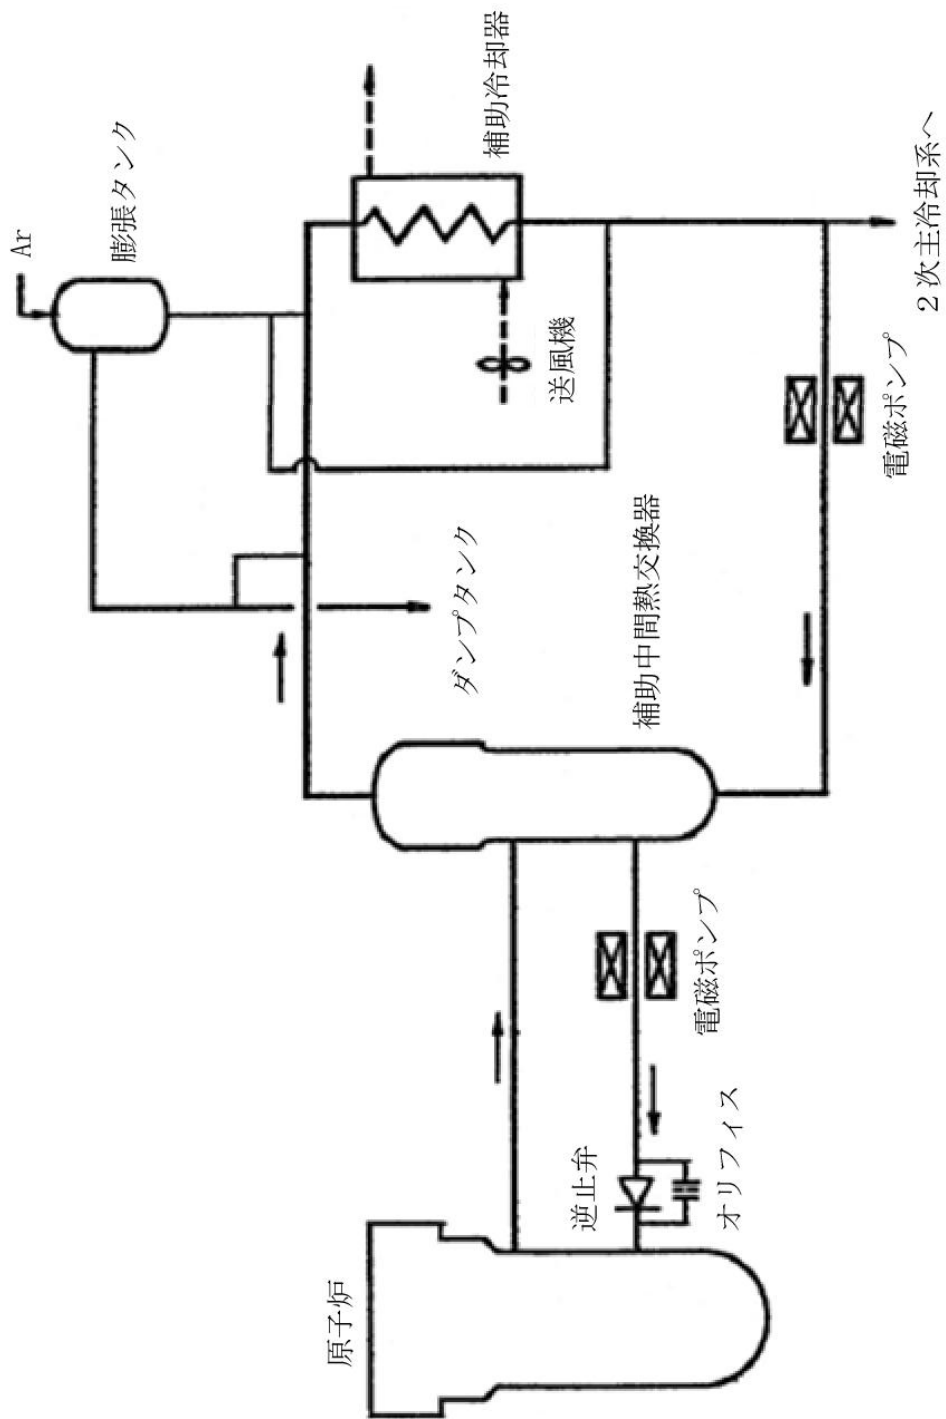 Ar
膨張タンク
補助冷却器
送風機
2次主冷却系へ
電磁ポンプ
ダンプタンク
補助中間熱交換器
電磁ポンプ
逆止弁
オリフィス
原子炉